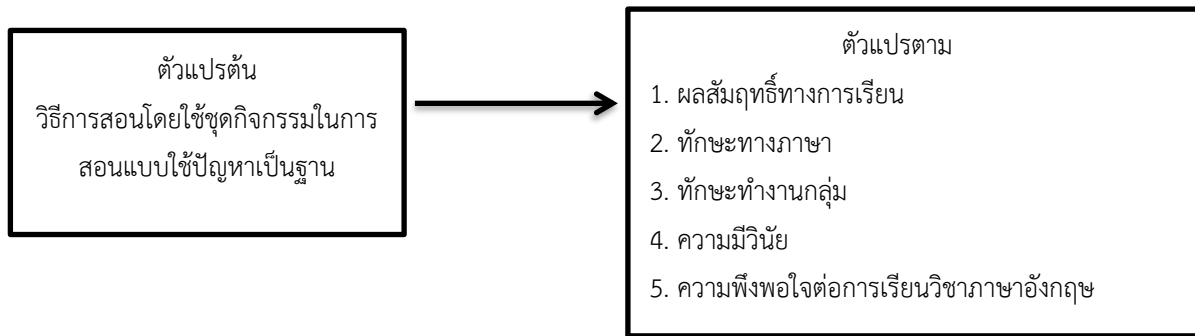 ตัวแปรต้น
วิธีการสอนโดยใช้ชุดกิจกรรมในการ
สอนแบบใช้ปัญหาเป็นฐาน
ตัวแปรตาม
1. ผลสัมฤทธิ์ทางการเรียน
2. ทักษะทางภาษา
3. ทักษะทำงานกลุ่ม
4. ความมีวินัย
5. ความพึงพอใจต่อการเรียนวิชาภาษาอังกฤษ